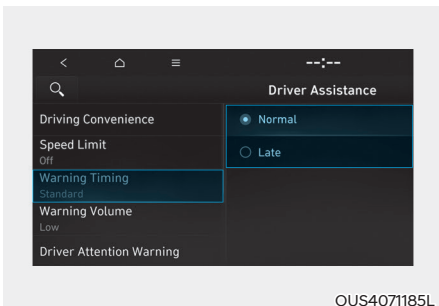 --:--
Driver Assistance
Driving Convenience
Normal
Speed Limit
Off
Late
Warning Timing
Standard
Warning Volume
Low
Driver Attention Warning
OUS4071185L